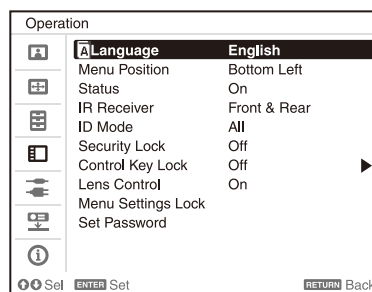 Operation
Language English
Menu Position Bottom Left
Status On
IR Receiver Front & Rear
ID Mode All
Security Lock Off
Control Key Lock Off
Lens Control On
Menu Settings Lock
Set Password
Sel ENTER Set RETURN Back